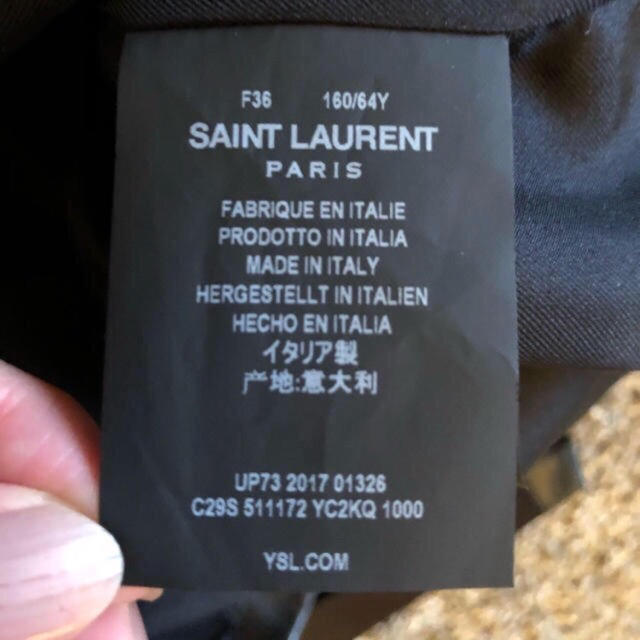 F36 160/64Y
SAINT LAURENT
PARIS
FABRIQUE EN ITALIE
PRODOTTO IN ITALIA
MADE IN ITALY
HERGESTELLT IN ITALIEN
HECHO EN ITALIA
イタリア製
产地:意大利
UP73 2017 01326
C29S 511172 YC2KQ 1000
YSL.COM